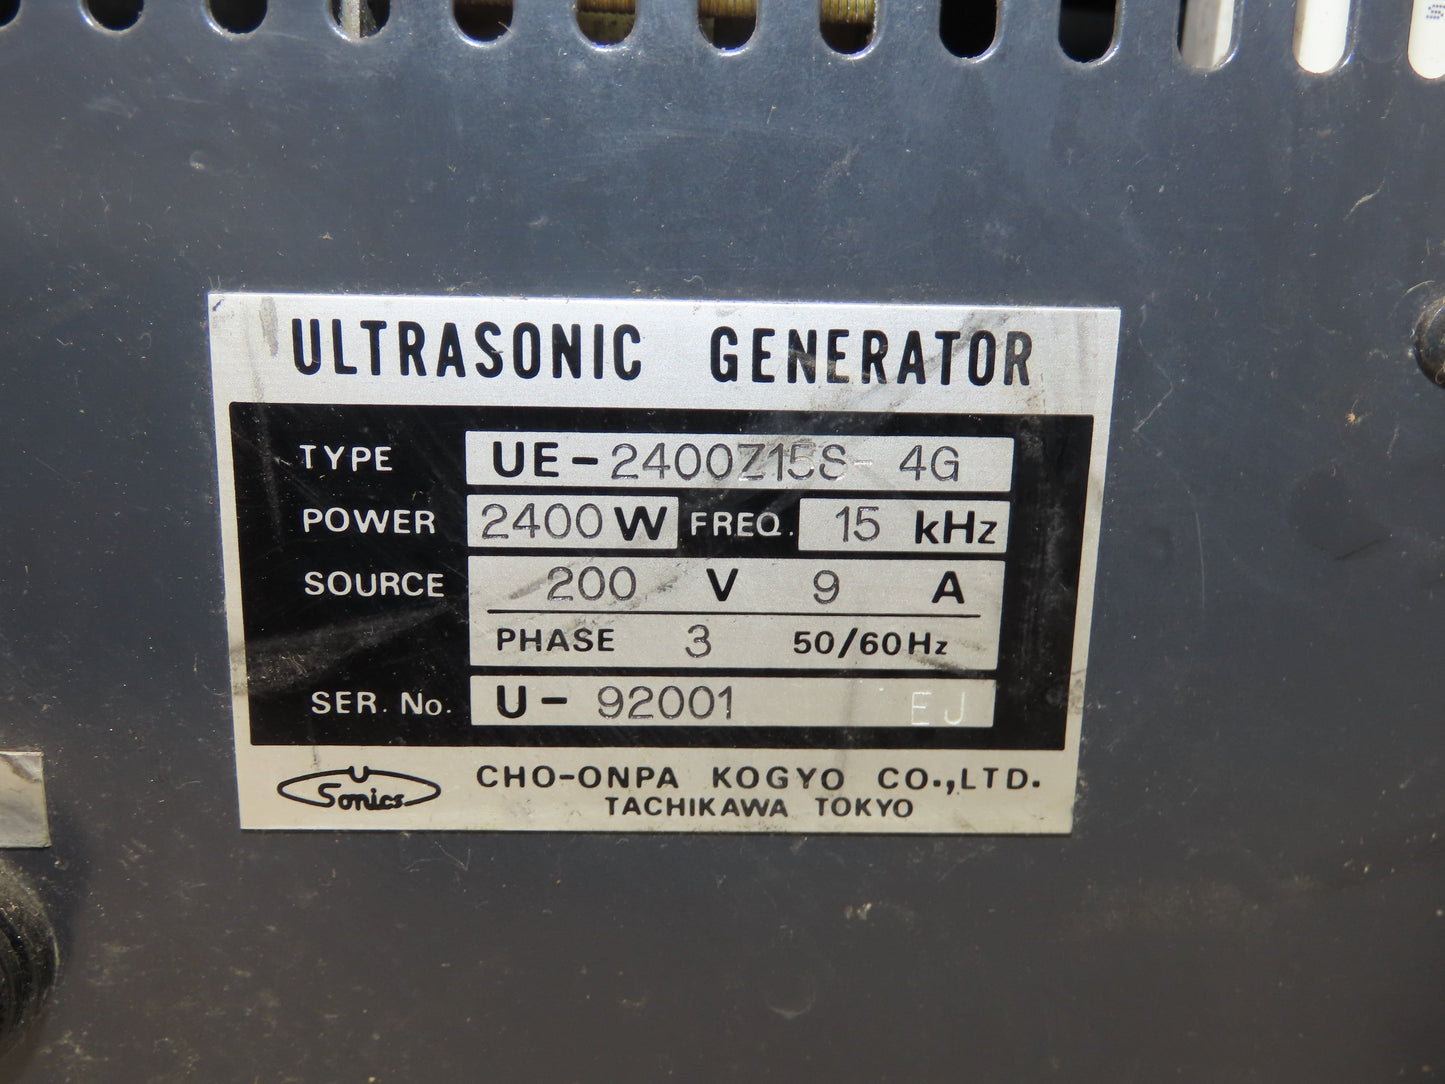 ULTRASONIC GENERATOR
TYPE UE-2400Z15S-4G
POWER 2400W FREQ. 15 kHz
SOURCE 200 V 9 A
PHASE 3 50/60Hz
SER. No. U-92001 EJ
U
Sonics
CHO-ONPA KOGYO CO.,LTD.
TACHIKAWA TOKYO